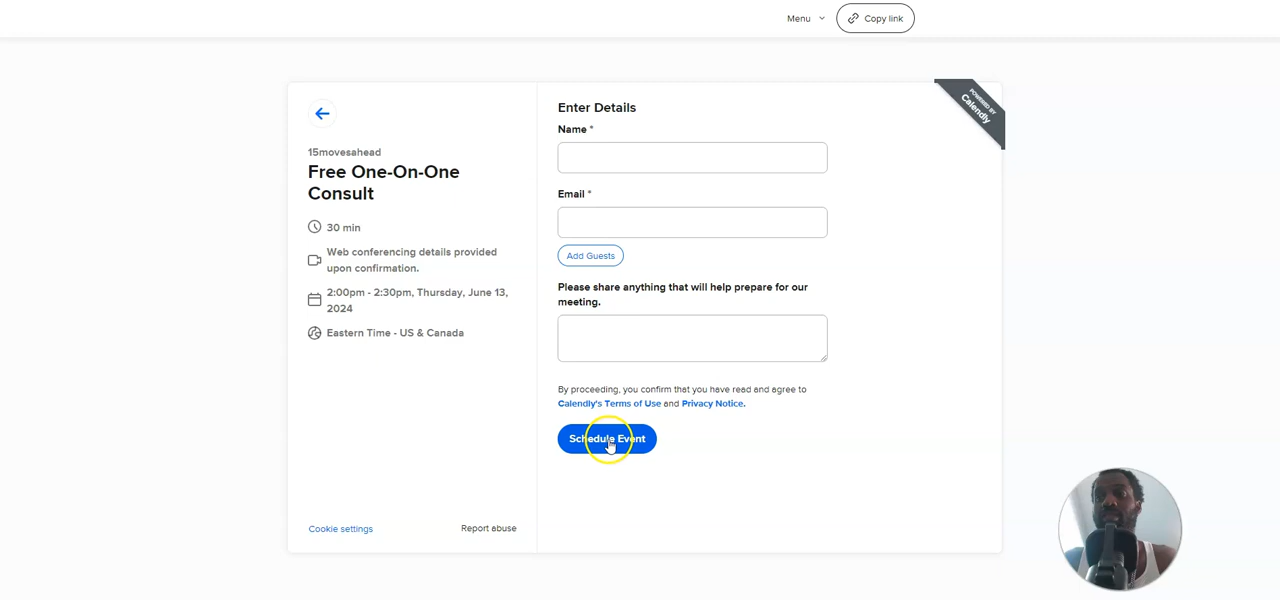 Menu
Copy link
POWERED BY
Calendly
15movesahead
Free One-On-One
Consult
30 min
Web conferencing details provided
upon confirmation.
2:00pm - 2:30pm, Thursday, June 13,
2024
Eastern Time - US & Canada
Cookie settings
Report abuse
Enter Details
Name *
Email *
Add Guests
Please share anything that will help prepare for our
meeting.
By proceeding, you confirm that you have read and agree to
Calendly's Terms of Use and Privacy Notice.
Schedule Event